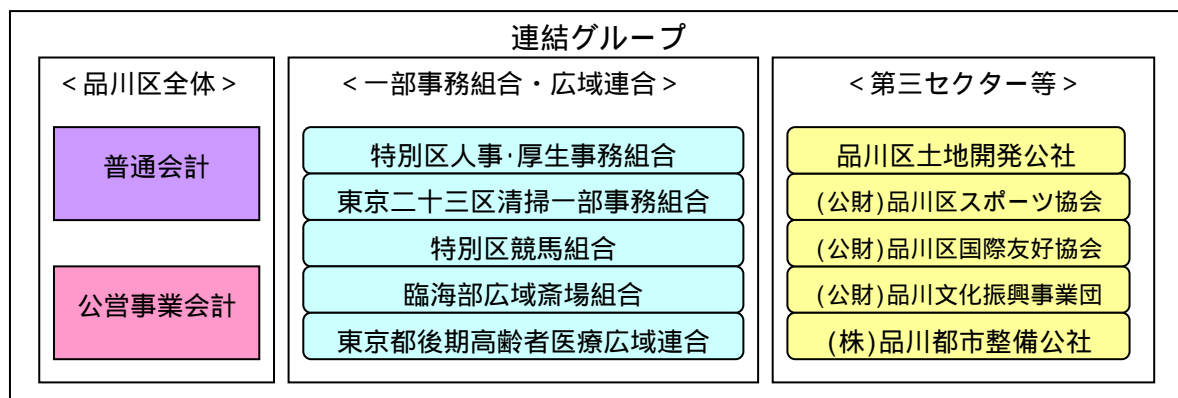 連結グループ
<品川区全体>
普通会計
公営事業会計
<一部事務組合・広域連合>
特別区人事・厚生事務組合
東京二十三区清掃一部事務組合
特別区競馬組合
臨海部広域斎場組合
東京都後期高齢者医療広域連合
<第三セクター等>
品川区土地開発公社
(公財)品川区スポーツ協会
(公財)品川区国際友好協会
(公財)品川文化振興事業団
(株)品川都市整備公社